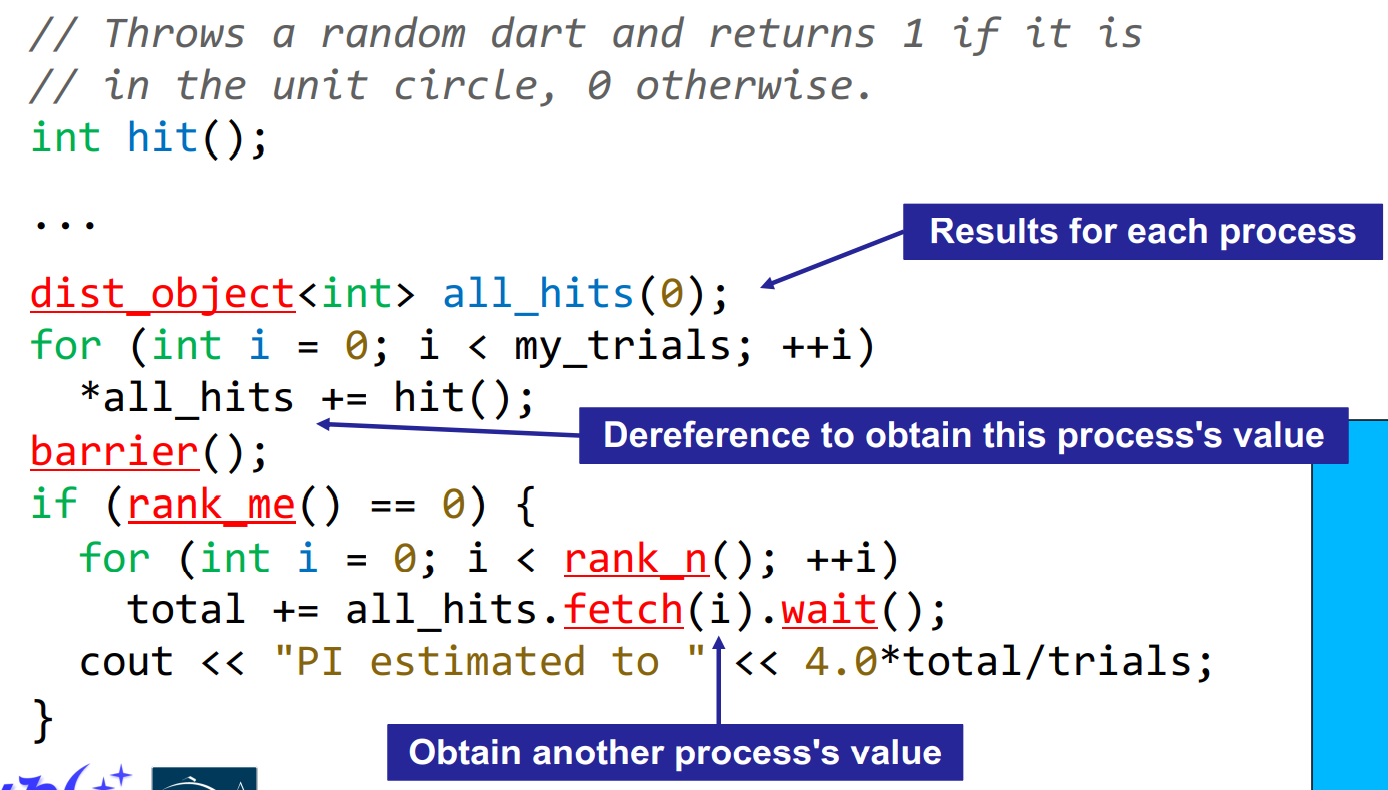 // Throws a random dart and returns 1 if it is
// in the unit circle, 0 otherwise.
int hit();
...
Results for each process
dist_object<int> all_hits(0);
for (int i = 0; i < my_trials; ++i)
  *all_hits += hit();
Dereference to obtain this process's value
barrier();
if (rank_me() == 0) {
  for (int i = 0; i < rank_n(); ++i)
    total += all_hits.fetch(i).wait();
  cout << "PI estimated to " << 4.0*total/trials;
}
Obtain another process's value